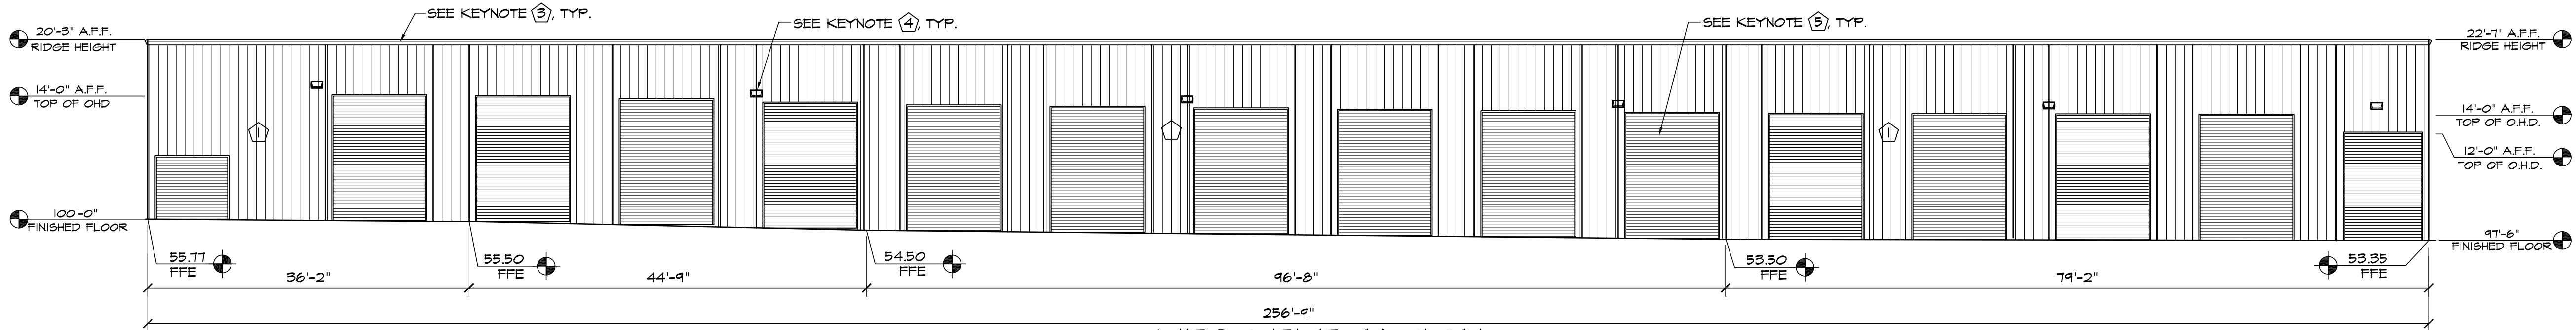 SEE KEYNOTE 3, TYP.
SEE KEYNOTE 4, TYP.
SEE KEYNOTE 5, TYP.
20'-3" A.F.F.
RIDGE HEIGHT
22'-7" A.F.F.
RIDGE HEIGHT
14'-0" A.F.F.
TOP OF OHD
14'-0" A.F.F.
TOP OF O.H.D.
1
1
1
12'-0" A.F.F.
TOP OF O.H.D.
100'-0"
FINISHED FLOOR
97'-6"
FINISHED FLOOR
55.77
FFE
55.50
FFE
54.50
FFE
53.50
FFE
53.35
FFE
36'-2"
44'-9"
96'-8"
79'-2"
256'-9"